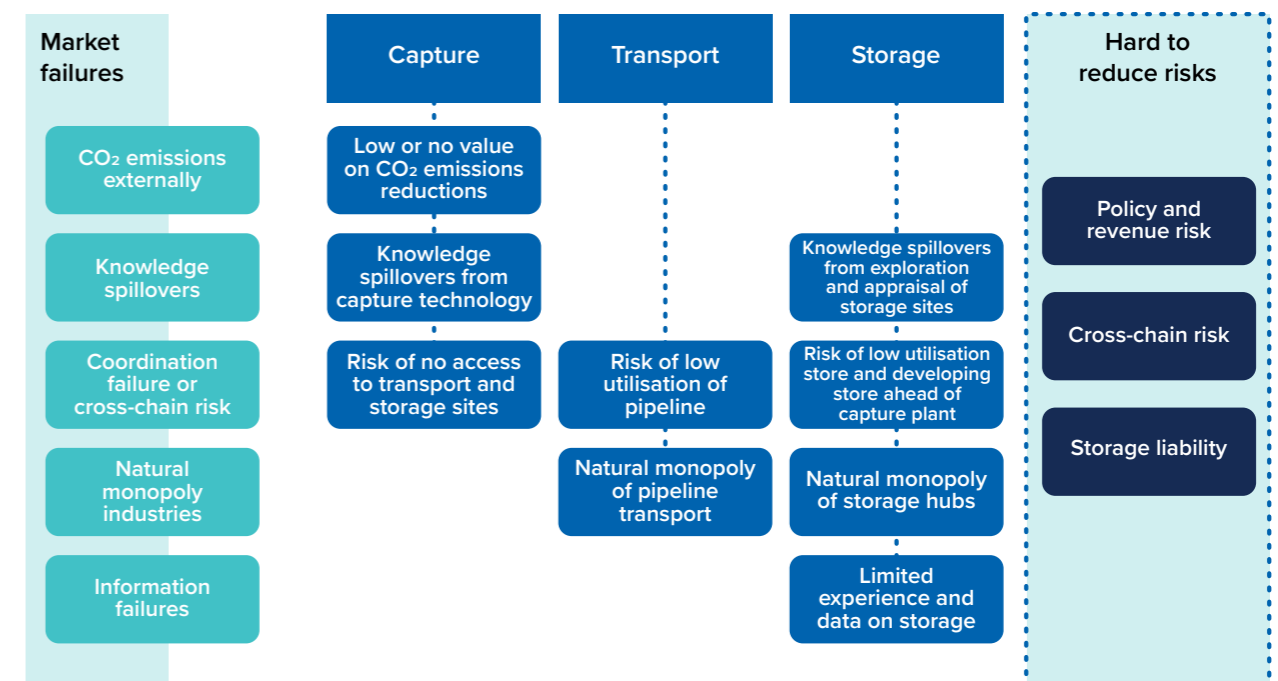 Market
failures
Capture
Transport
Storage
Hard to
reduce risks
CO₂ emissions
externally
Low or no value
on CO₂ emissions
reductions
Knowledge
spillovers
Knowledge
spillovers from
capture technology
Knowledge spillovers
from exploration
and appraisal of
storage sites
Coordination
failure or
cross-chain risk
Risk of no access
to transport and
storage sites
Risk of low
utilisation of
pipeline
Risk of low utilisation
store and developing
store ahead of
capture plant
Natural
monopoly
industries
Natural monopoly
of pipeline
transport
Natural monopoly
of storage hubs
Information
failures
Limited
experience and
data on storage
Policy and
revenue risk
Cross-chain risk
Storage liability